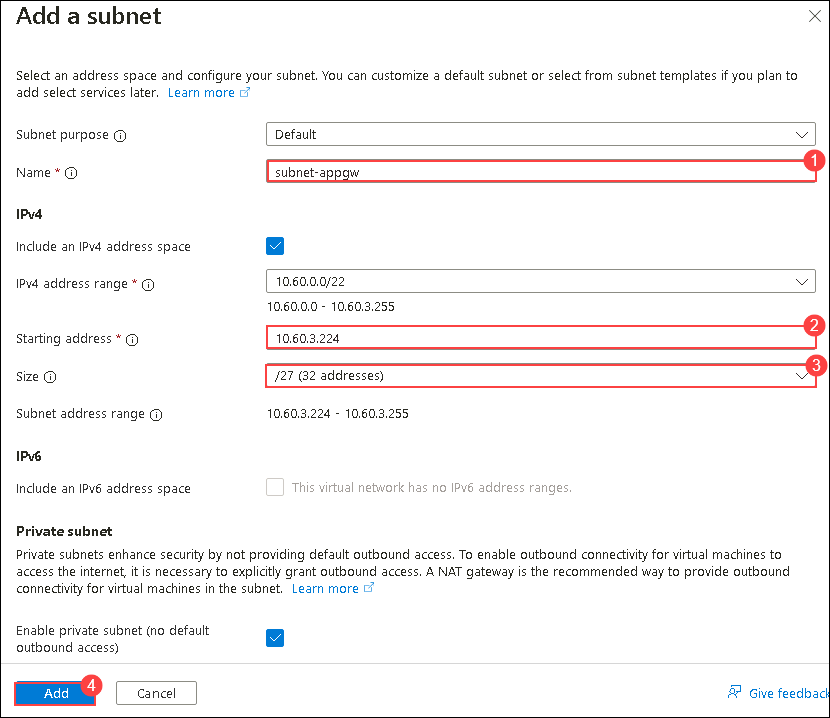 Add a subnet
Select an address space and configure your subnet. You can customize a default subnet or select from subnet templates if you plan to
add select services later. Learn more
Subnet purpose
Default
Name *
subnet-appgw
1
IPv4
Include an IPv4 address space
IPv4 address range *
10.60.0.0/22
10.60.0.0 - 10.60.3.255
Starting address *
10.60.3.224
2
Size
/27 (32 addresses)
3
Subnet address range
10.60.3.224 - 10.60.3.255
IPv6
Include an IPv6 address space
This virtual network has no IPv6 address ranges.
Private subnet
Private subnets enhance security by not providing default outbound access. To enable outbound connectivity for virtual machines to
access the internet, it is necessary to explicitly grant outbound access. A NAT gateway is the recommended way to provide outbound
connectivity for virtual machines in the subnet. Learn more
Enable private subnet (no default
outbound access)
Add
4
Cancel
Give feedback